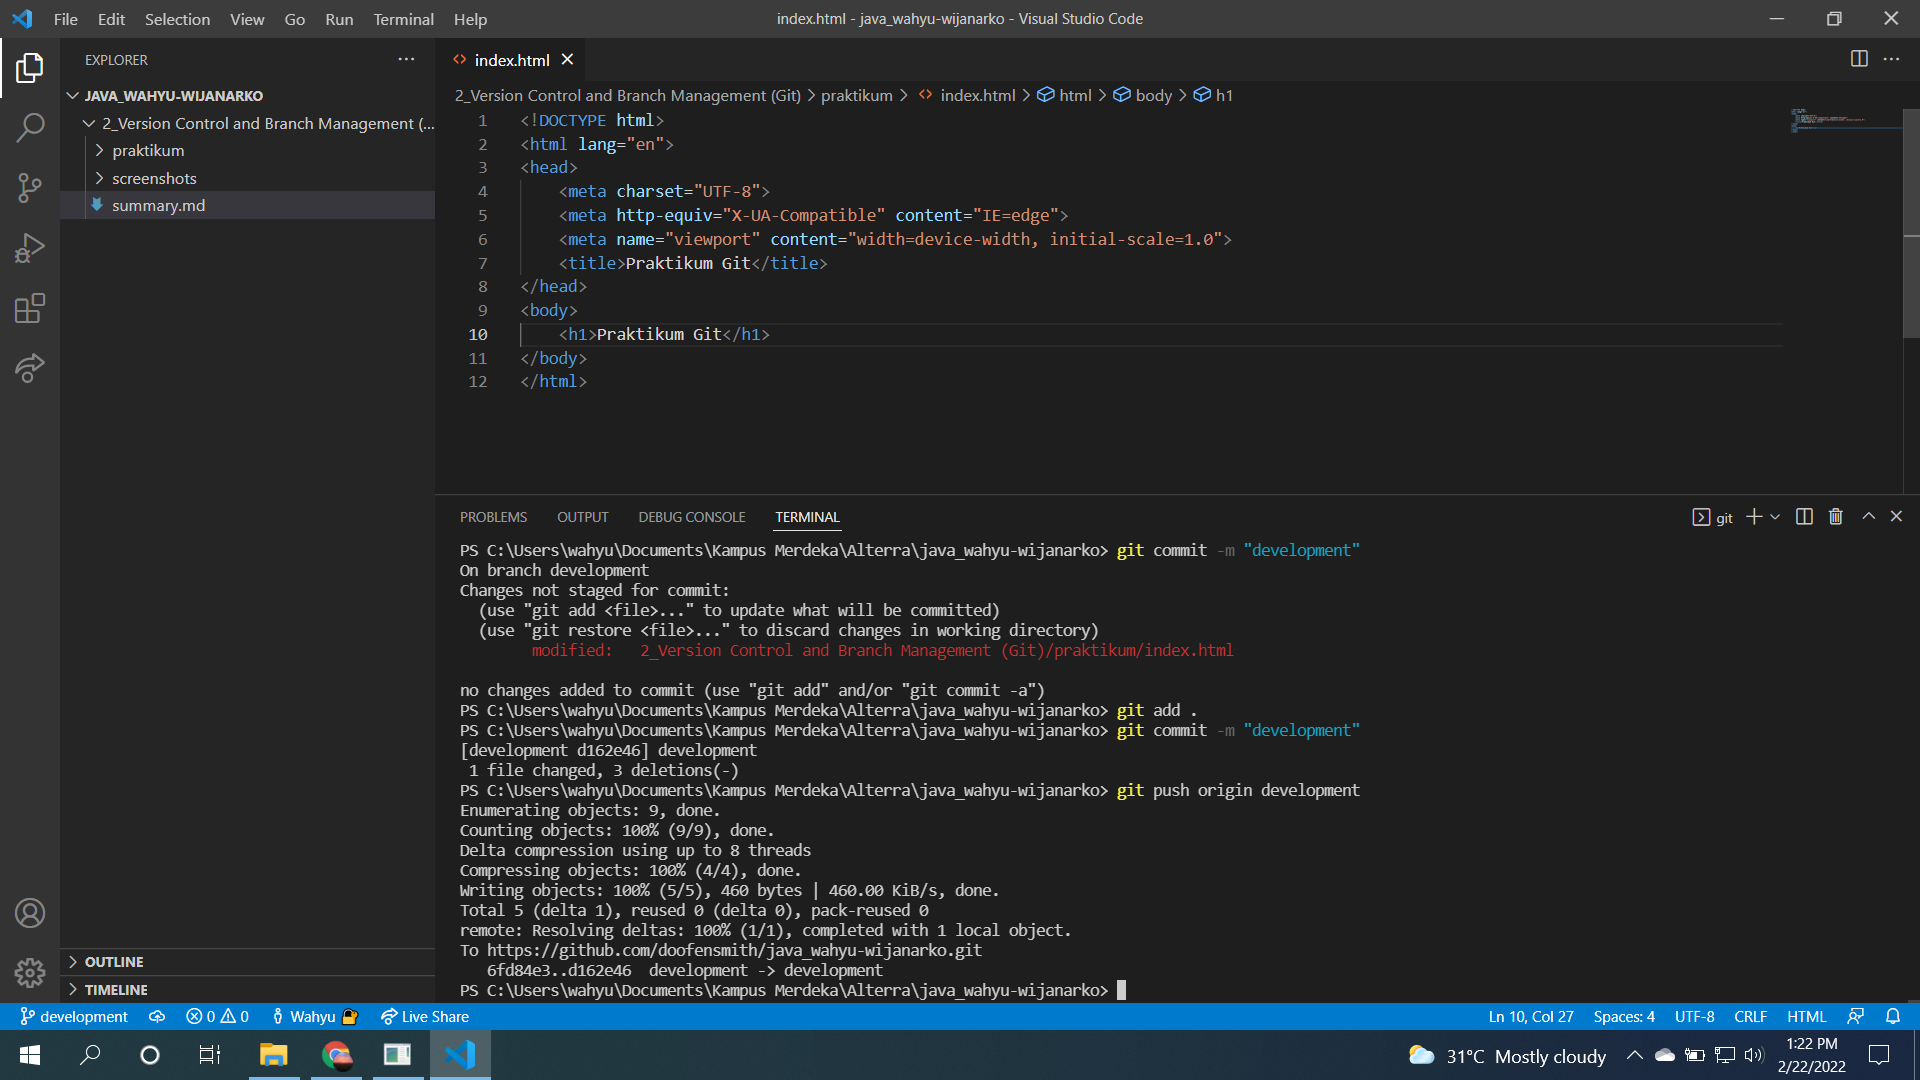 File Edit Selection View Go Run Terminal Help
index.html - java_wahyu-wijanarko - Visual Studio Code
EXPLORER
JAVA_WAHYU-WIJANARKO
2_Version Control and Branch Management (...
praktikum
screenshots
summary.md
OUTLINE
TIMELINE
index.html
2_Version Control and Branch Management (Git) > praktikum > index.html > html > body > h1
1 <!DOCTYPE html>
2 <html lang="en">
3 <head>
4     <meta charset="UTF-8">
5     <meta http-equiv="X-UA-Compatible" content="IE=edge">
6     <meta name="viewport" content="width=device-width, initial-scale=1.0">
7     <title>Praktikum Git</title>
8 </head>
9 <body>
10     <h1>Praktikum Git</h1>
11 </body>
12 </html>
PROBLEMS OUTPUT DEBUG CONSOLE TERMINAL
git
PS C:\Users\wahyu\Documents\Kampus Merdeka\Alterra\java_wahyu-wijanarko> git commit -m "development"
On branch development
Changes not staged for commit:
  (use "git add <file>..." to update what will be committed)
  (use "git restore <file>..." to discard changes in working directory)
        modified:   2_Version Control and Branch Management (Git)/praktikum/index.html
no changes added to commit (use "git add" and/or "git commit -a")
PS C:\Users\wahyu\Documents\Kampus Merdeka\Alterra\java_wahyu-wijanarko> git add .
PS C:\Users\wahyu\Documents\Kampus Merdeka\Alterra\java_wahyu-wijanarko> git commit -m "development"
[development d162e46] development
 1 file changed, 3 deletions(-)
PS C:\Users\wahyu\Documents\Kampus Merdeka\Alterra\java_wahyu-wijanarko> git push origin development
Enumerating objects: 9, done.
Counting objects: 100% (9/9), done.
Delta compression using up to 8 threads
Compressing objects: 100% (4/4), done.
Writing objects: 100% (5/5), 460 bytes | 460.00 KiB/s, done.
Total 5 (delta 1), reused 0 (delta 0), pack-reused 0
remote: Resolving deltas: 100% (1/1), completed with 1 local object.
To https://github.com/doofensmith/java_wahyu-wijanarko.git
   6fd84e3..d162e46  development -> development
PS C:\Users\wahyu\Documents\Kampus Merdeka\Alterra\java_wahyu-wijanarko>
development 0 0 Wahyu Live Share
Ln 10, Col 27 Spaces: 4 UTF-8 CRLF HTML
31°C Mostly cloudy
1:22 PM
2/22/2022